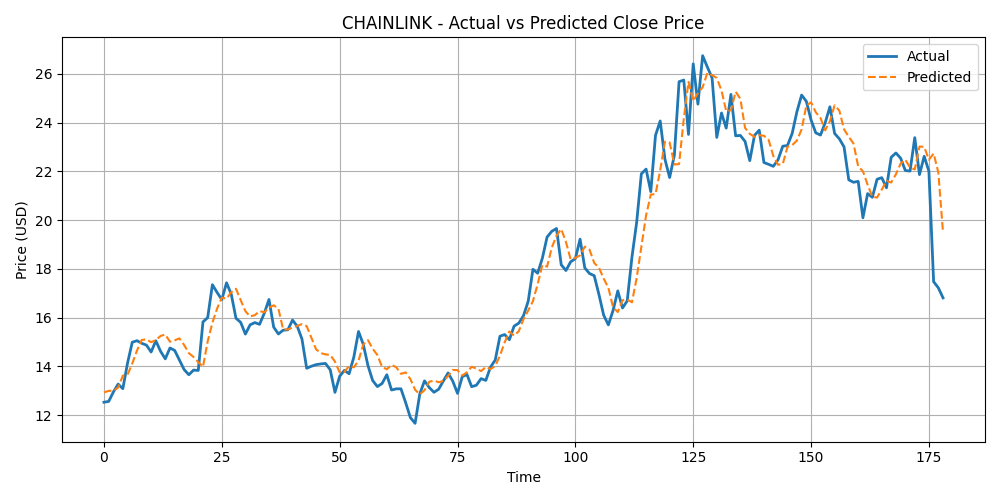 CHAINLINK - Actual vs Predicted Close Price
Actual
Predicted
Price (USD)
26
24
22
20
18
16
14
12
0 25 50 75 100 125 150 175
Time